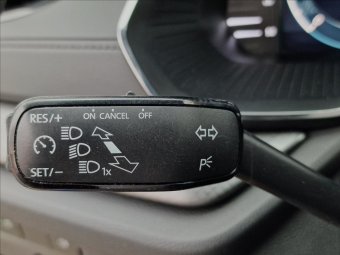 RES/+ ON CANCEL OFF
SET/- 1x
P